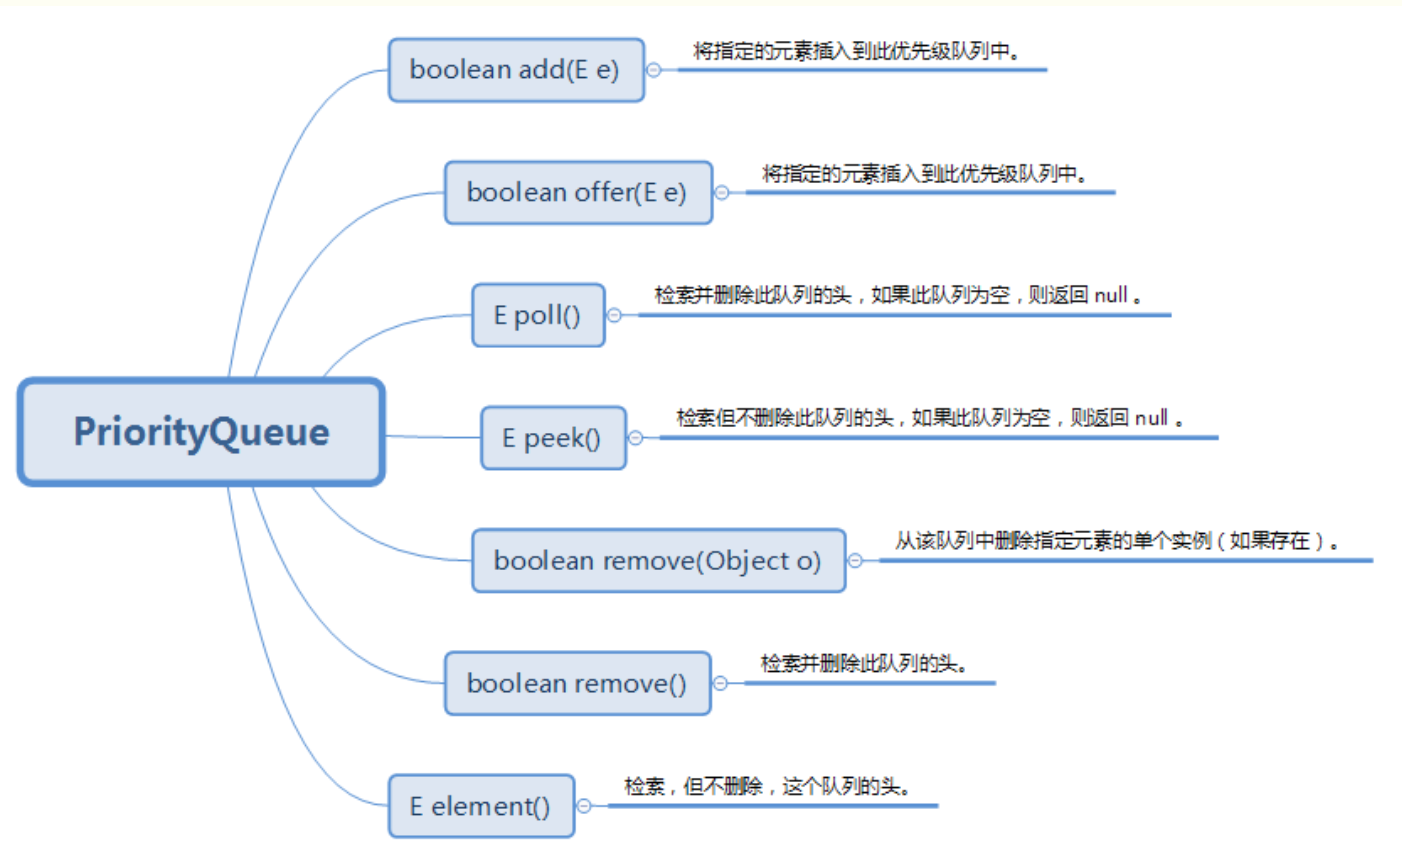 boolean add(E e)
将指定的元素插入到此优先级队列中。
boolean offer(E e)
将指定的元素插入到此优先级队列中。
E poll()
检索并删除此队列的头，如果此队列为空，则返回 null 。
PriorityQueue
E peek()
检索但不删除此队列的头，如果此队列为空，则返回 null 。
boolean remove(Object o)
从该队列中删除指定元素的单个实例（如果存在）。
boolean remove()
检索并删除此队列的头。
E element()
检索，但不删除，这个队列的头。